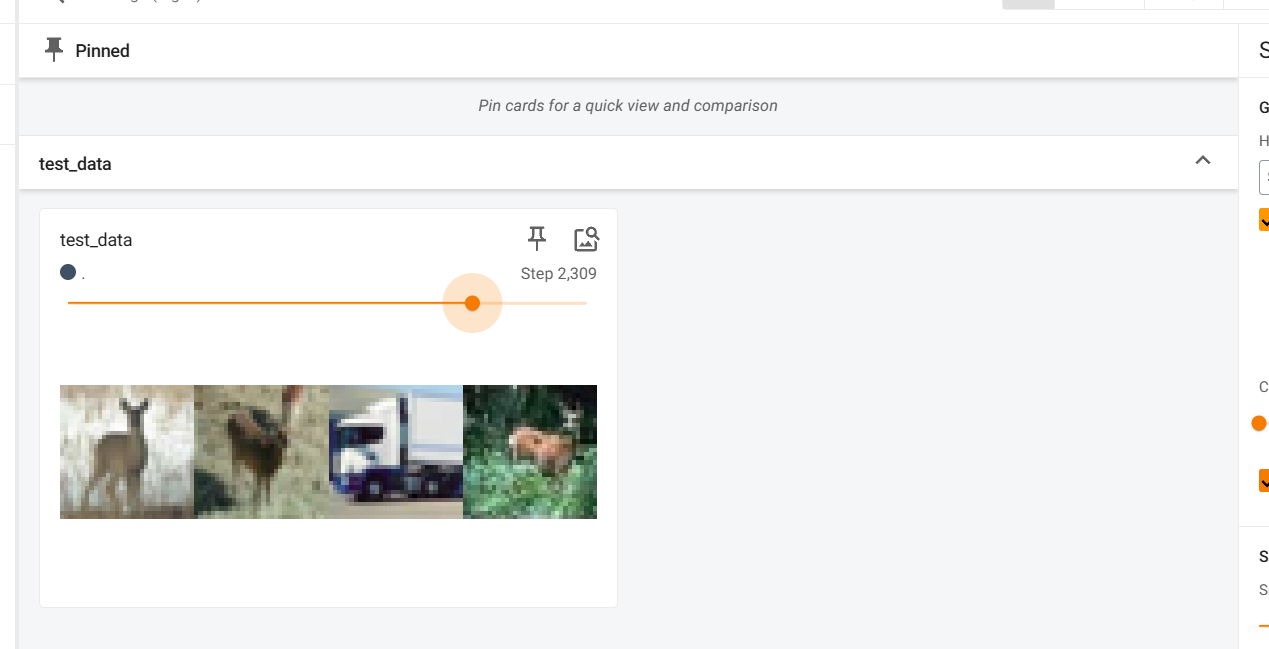 Pinned
Pin cards for a quick view and comparison
test_data
test_data
.
Step 2,309
S
G
H
C
S
S